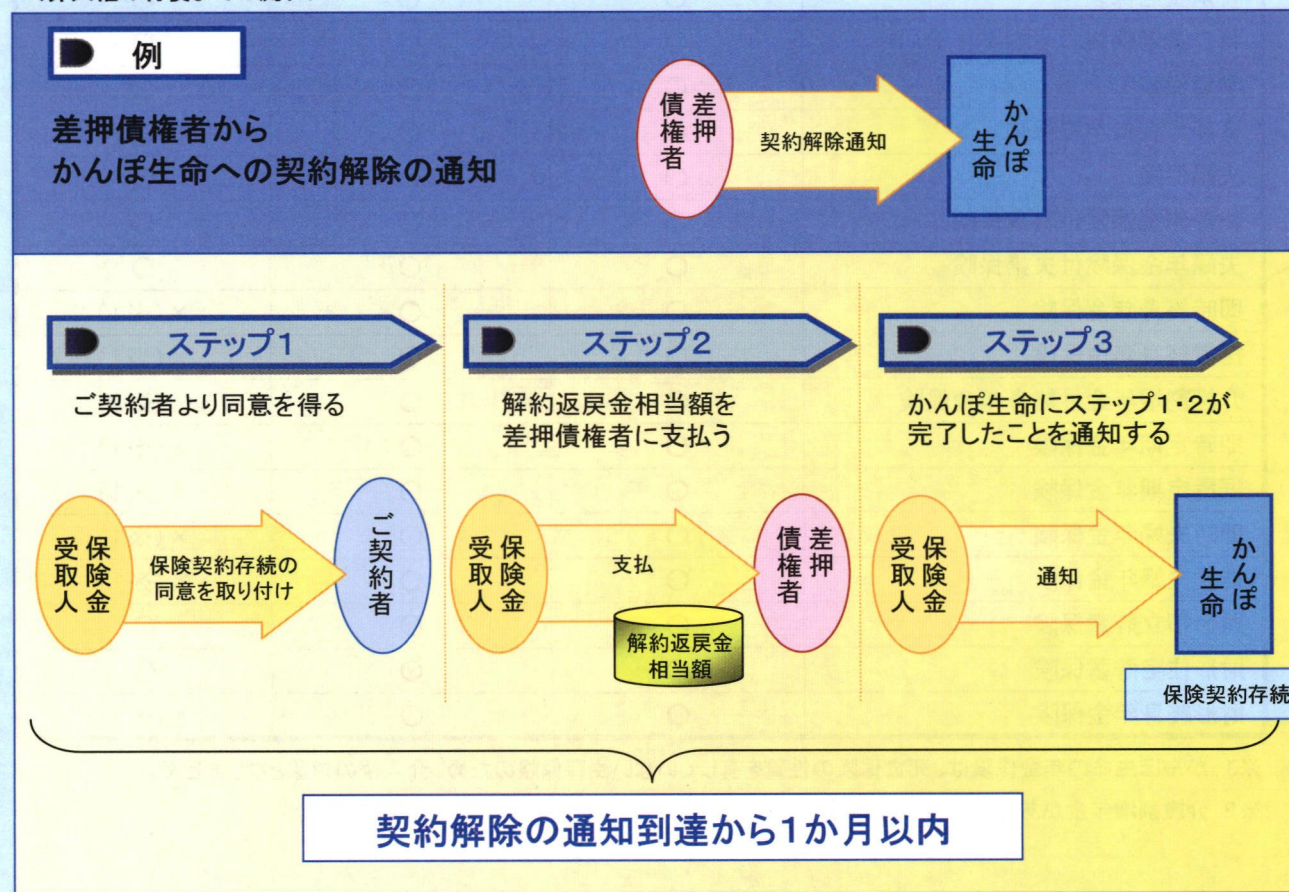 例
差押債権者から
かんぽ生命への契約解除の通知
差押
債権者
契約解除通知
かんぽ
生命
ステップ1
ステップ2
ステップ3
ご契約者より同意を得る
解約返戻金相当額を
差押債権者に支払う
かんぽ生命にステップ1・2が
完了したことを通知する
保険金
受取人
保険契約存続の
同意を取り付け
ご契約者
保険金
受取人
支払
解約返戻金
相当額
差押
債権者
保険金
受取人
通知
かんぽ
生命
保険契約存続
契約解除の通知到達から1か月以内